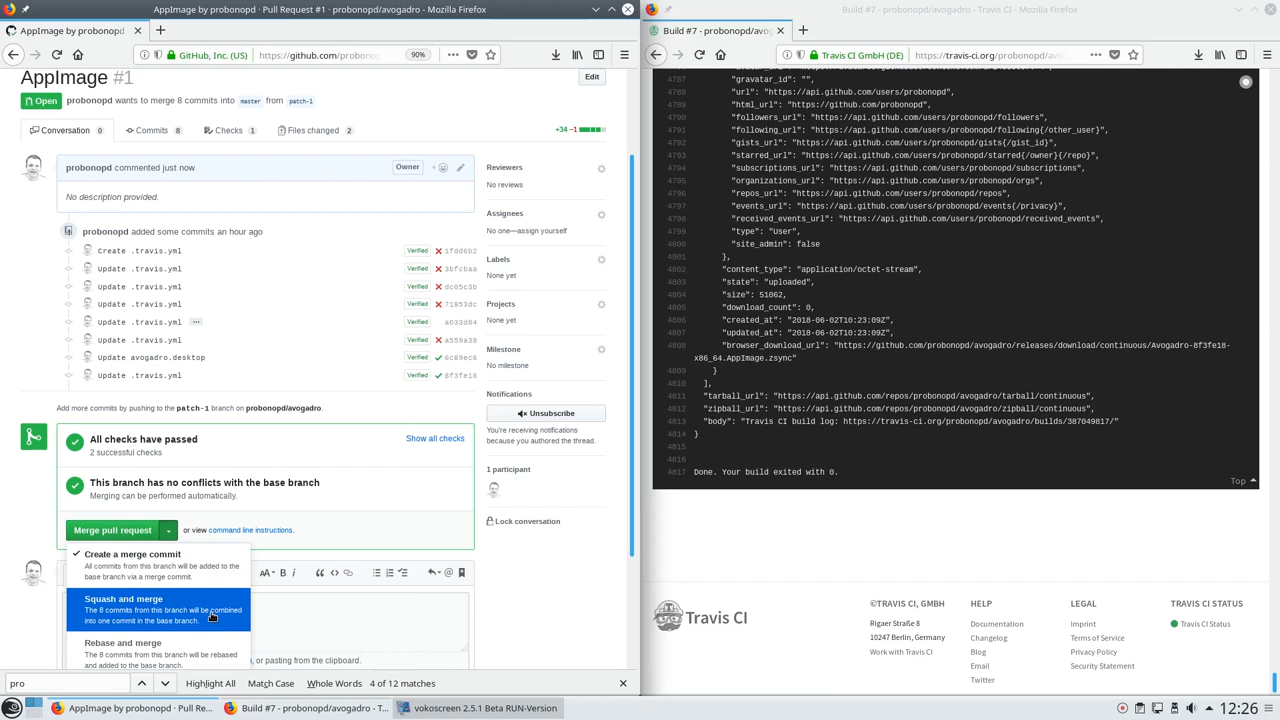 AppImage by probonopd · Pull Request #1 · probonopd/avogadro - Mozilla Firefox
AppImage by probonopd
GitHub, Inc. (US)
https://github.com/probonop
90%
AppImage #1
Edit
Open
probonopd wants to merge 8 commits into master from patch-1
Conversation 0
Commits 8
Checks 1
Files changed 2
+34 −1
probonopd commented just now
Owner
No description provided.
probonopd added some commits an hour ago
Create .travis.yml Verified 1fdd6b2
Update .travis.yml Verified 3bfcbaa
Update .travis.yml Verified dc05c1b
Update .travis.yml Verified 71853dc
Update .travis.yml ... Verified a033d84
Update .travis.yml Verified a559a38
Update avogadro.desktop Verified 6c89ec6
Update .travis.yml Verified 8f3fe18
Add more commits by pushing to the patch-1 branch on probonopd/avogadro.
All checks have passed
2 successful checks
Show all checks
This branch has no conflicts with the base branch
Merging can be performed automatically.
Merge pull request
or view command line instructions.
Create a merge commit
All commits from this branch will be added to the
base branch via a merge commit.
Squash and merge
The 8 commits from this branch will be combined
into one commit in the base branch.
Rebase and merge
The 8 commits from this branch will be rebased
and added to the base branch.
, or pasting from the clipboard.
Reviewers
No reviews
Assignees
No one—assign yourself
Labels
None yet
Projects
None yet
Milestone
No milestone
Notifications
Unsubscribe
You're receiving notifications
because you authored the thread.
1 participant
Lock conversation
pro
Highlight All
Match Case
Whole Words
4 of 12 matches
Build #7 - probonopd/avogadro - Travis CI - Mozilla Firefox
Build #7 - probonopd/avog
Travis CI GmbH (DE)
https://travis-ci.org/probonopd/avo
4787 "gravatar_id": "",
4788 "url": "https://api.github.com/users/probonopd",
4789 "html_url": "https://github.com/probonopd",
4790 "followers_url": "https://api.github.com/users/probonopd/followers",
4791 "following_url": "https://api.github.com/users/probonopd/following{/other_user}",
4792 "gists_url": "https://api.github.com/users/probonopd/gists{/gist_id}",
4793 "starred_url": "https://api.github.com/users/probonopd/starred{/owner}{/repo}",
4794 "subscriptions_url": "https://api.github.com/users/probonopd/subscriptions",
4795 "organizations_url": "https://api.github.com/users/probonopd/orgs",
4796 "repos_url": "https://api.github.com/users/probonopd/repos",
4797 "events_url": "https://api.github.com/users/probonopd/events{/privacy}",
4798 "received_events_url": "https://api.github.com/users/probonopd/received_events",
4799 "type": "User",
4800 "site_admin": false
4801 },
4802 "content_type": "application/octet-stream",
4803 "state": "uploaded",
4804 "size": 51062,
4805 "download_count": 0,
4806 "created_at": "2018-06-02T10:23:09Z",
4807 "updated_at": "2018-06-02T10:23:09Z",
4808 "browser_download_url": "https://github.com/probonopd/avogadro/releases/download/continuous/Avogadro-8f3fe18-
x86_64.AppImage.zsync"
4809 }
4810 ],
4811 "tarball_url": "https://api.github.com/repos/probonopd/avogadro/tarball/continuous",
4812 "zipball_url": "https://api.github.com/repos/probonopd/avogadro/zipball/continuous",
4813 "body": "Travis CI build log: https://travis-ci.org/probonopd/avogadro/builds/387049817/"
4814 }
4815
4816
4817 Done. Your build exited with 0.
Top
Travis CI
©TRAVIS CI, GMBH
Rigaer Straße 8
10247 Berlin, Germany
Work with Travis CI
HELP
Documentation
Changelog
Blog
Email
Twitter
LEGAL
Imprint
Terms of Service
Privacy Policy
Security Statement
TRAVIS CI STATUS
Travis CI Status
AppImage by probonopd · Pull Re...
Build #7 - probonopd/avogadro - T...
vokoscreen 2.5.1 Beta RUN-Version
12:26